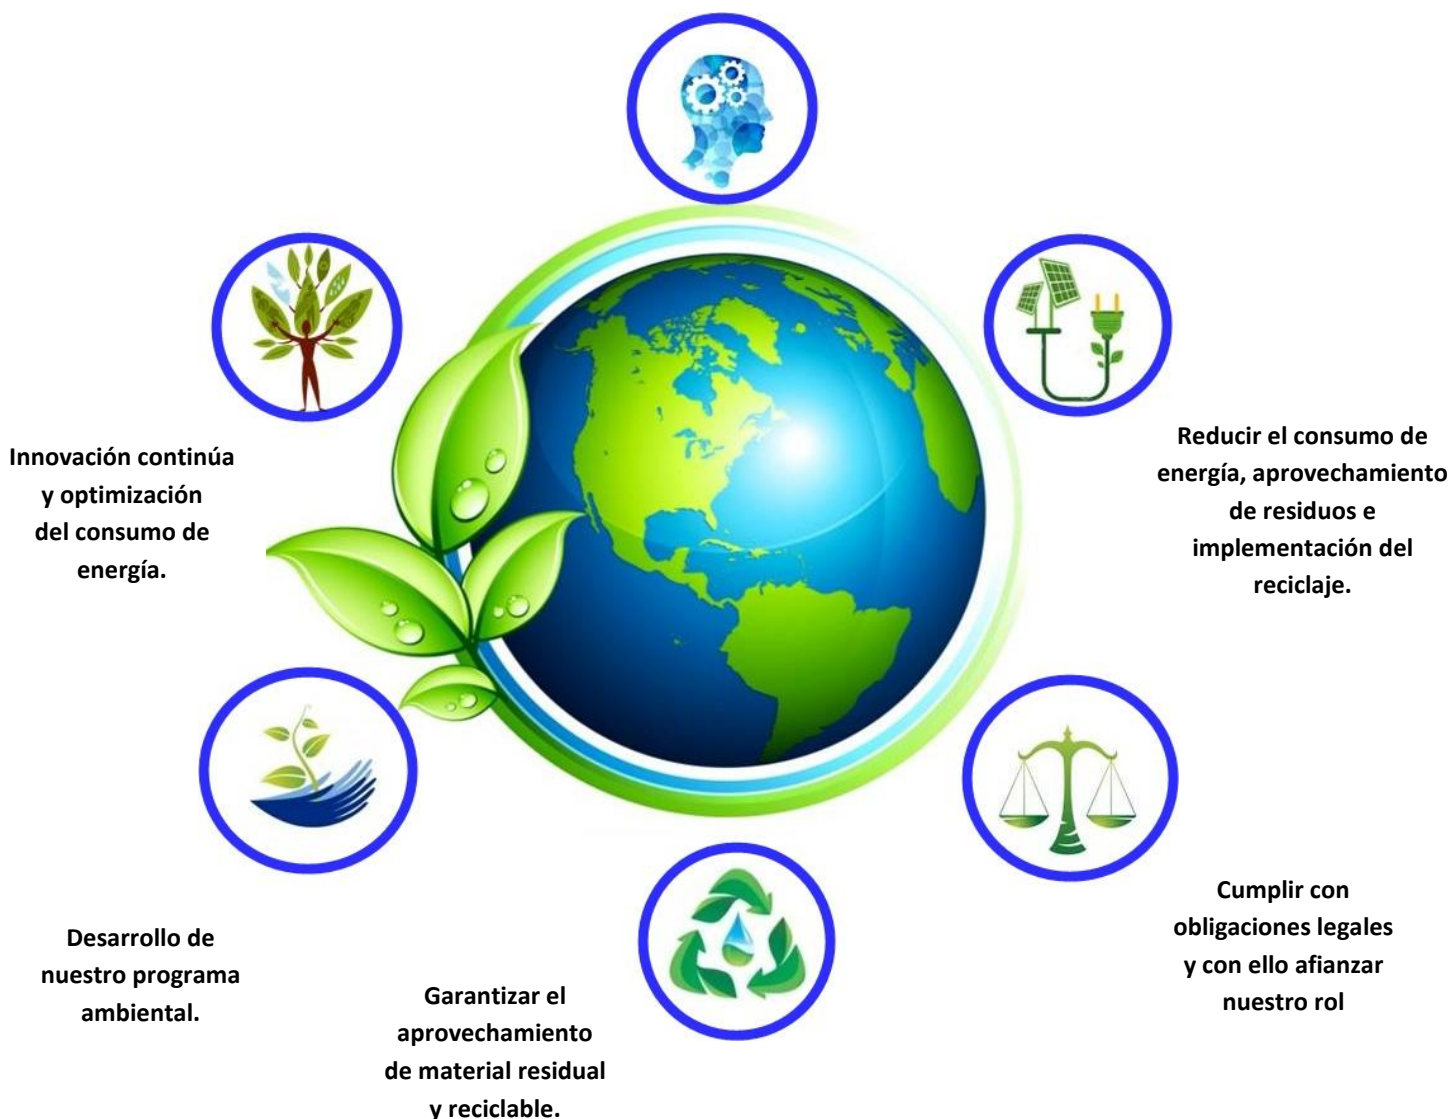 Innovación continúa
y optimización
del consumo de
energía.
Reducir el consumo de
energía, aprovechamiento
de residuos e
implementación del
reciclaje.
Desarrollo de
nuestro programa
ambiental.
Garantizar el
aprovechamiento
de material residual
y reciclable.
Cumplir con
obligaciones legales
y con ello afianzar
nuestro rol